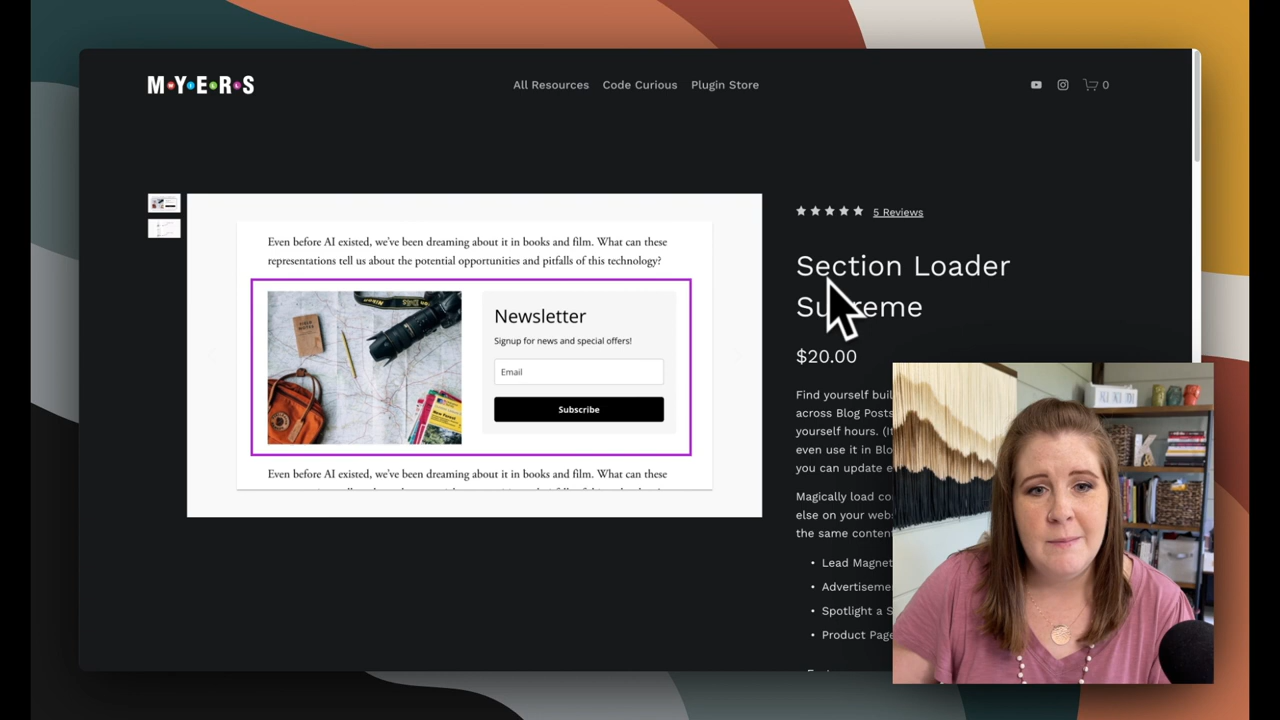 MYERS
All Resources
Code Curious
Plugin Store
0
5 Reviews
Section Loader
Supreme
$20.00
Find yourself buil
across Blog Posts
yourself hours. (It
even use it in Blo
you can update e
Magically load co
else on your webs
the same conten
• Lead Magnet
• Advertiseme
• Spotlight a S
• Product Page
Even before AI existed, we've been dreaming about it in books and film. What can these
representations tell us about the potential opportunities and pitfalls of this technology?
Newsletter
Signup for news and special offers!
Email
Subscribe
Even before AI existed, we've been dreaming about it in books and film. What can these